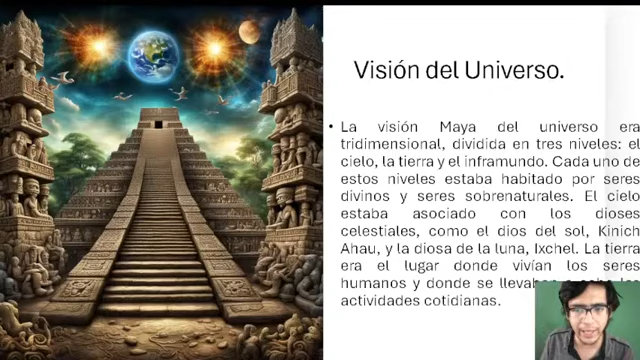 Visión del Universo.
• La visión Maya del universo era
tridimensional, dividida en tres niveles: el
cielo, la tierra y el inframundo. Cada uno de
estos niveles estaba habitado por seres
divinos y seres sobrenaturales. El cielo
estaba asociado con los dioses
celestiales, como el dios del sol, Kinich
Ahau, y la diosa de la luna, Ixchel. La tierra
era el lugar donde vivían los seres
humanos y donde se
actividades cotidianas.